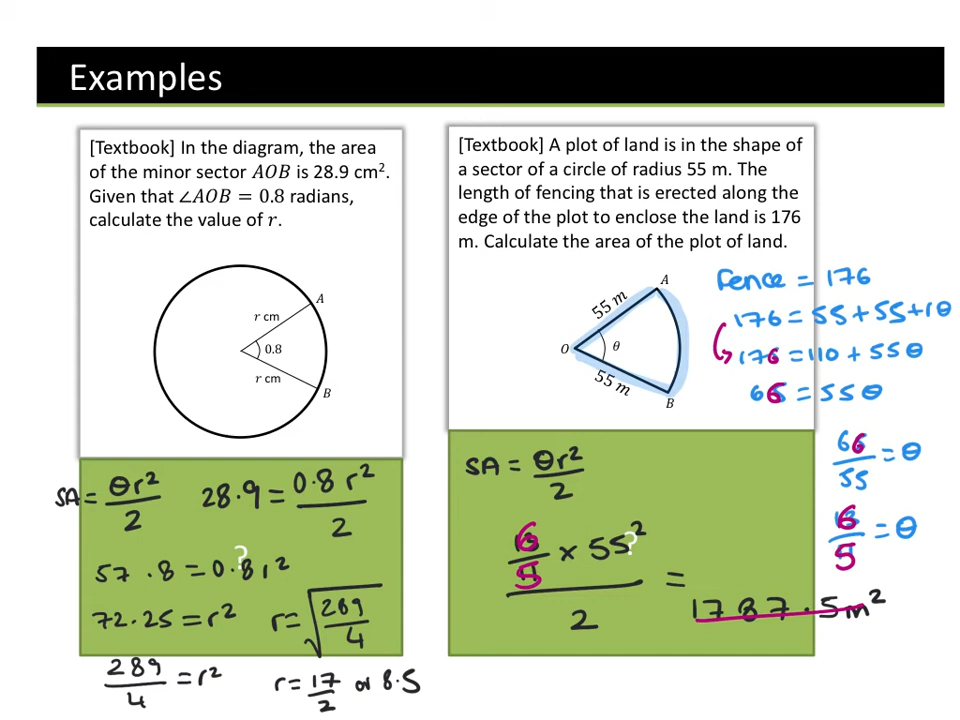 Examples
[Textbook] In the diagram, the area
of the minor sector AOB is 28.9 cm².
Given that ∠AOB = 0.8 radians,
calculate the value of r.
A
r cm
0.8
r cm
B
SA = θr²/2
28.9 = 0.8 r²/2
?
57.8 = 0.8r²
72.25 = r²
r = √(289/4)
289/4 = r²
r = 17/2 or 8.5
[Textbook] A plot of land is in the shape of
a sector of a circle of radius 55 m. The
length of fencing that is erected along the
edge of the plot to enclose the land is 176
m. Calculate the area of the plot of land.
A
55 m
O
θ
55 m
B
Fence = 176
176 = 55 + 55 + rθ
176 = 110 + 55θ
66 = 55θ
66/55 = θ
6/5 = θ
SA = θr²/2
?
6/5 × 55²/2 =
1787.5m²